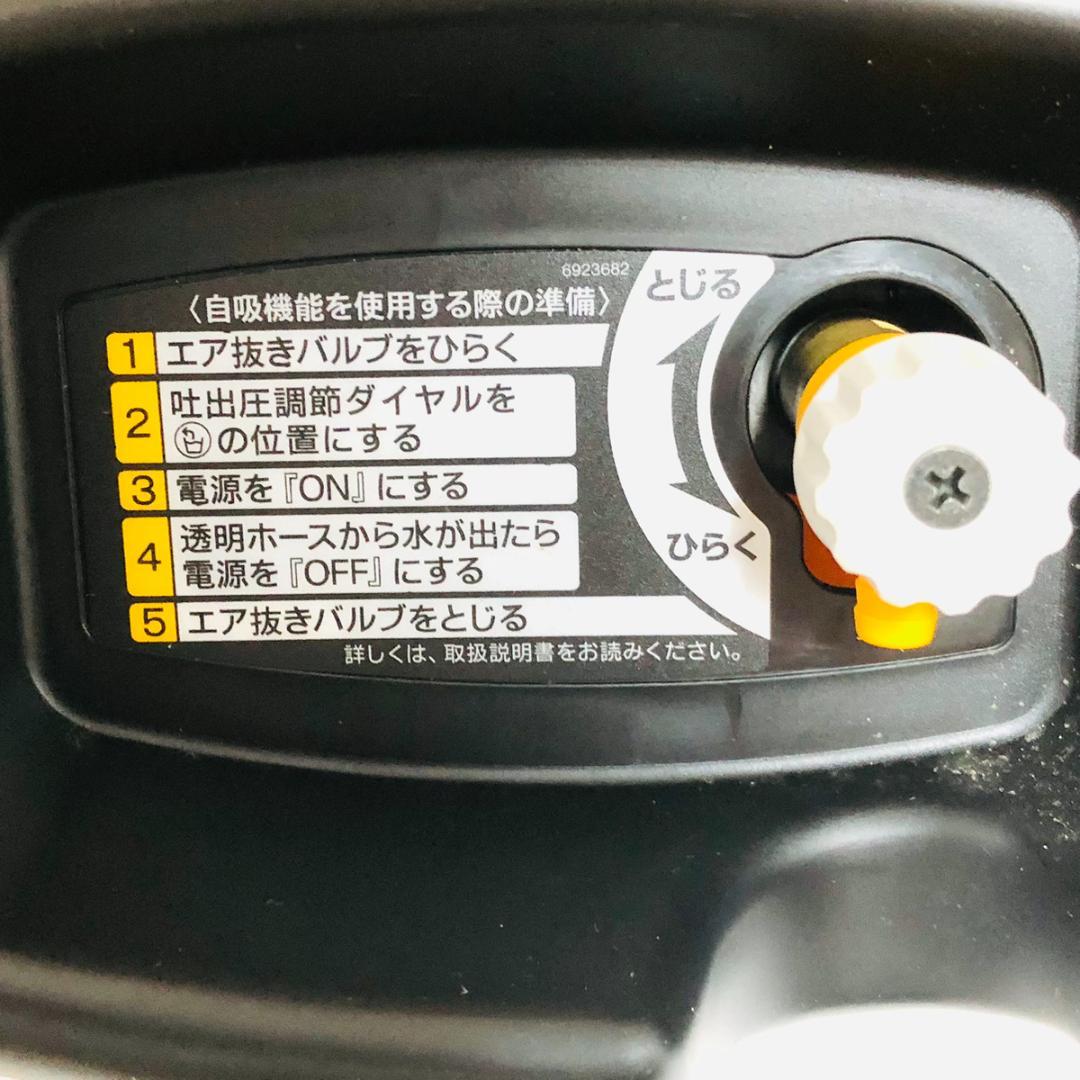 6923682
〈自吸機能を使用する際の準備〉
1 エア抜きバルブをひらく
2 吐出圧調節ダイヤルを
の位置にする
3 電源を『ON』にする
4 透明ホースから水が出たら
電源を『OFF』にする
5 エア抜きバルブをとじる
詳しくは、取扱説明書をお読みください。
とじる
ひらく